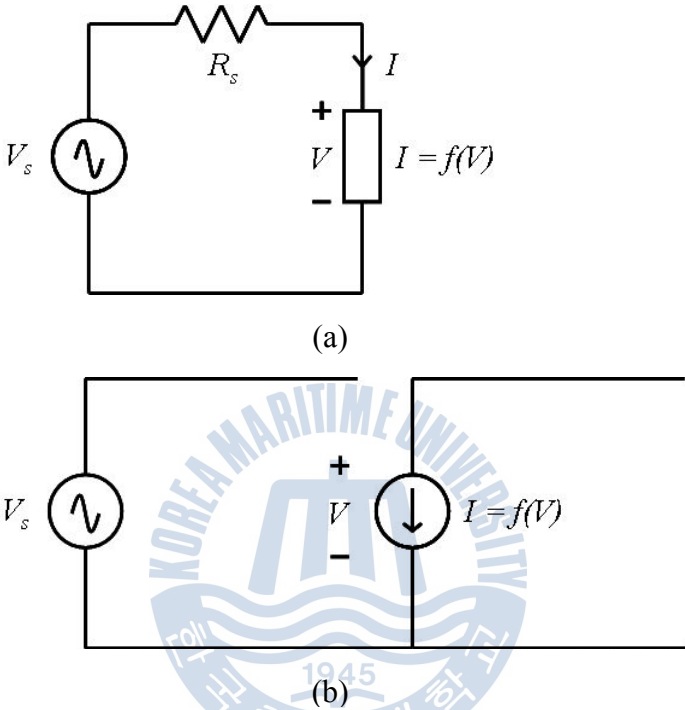 R_s
I
+
V_s
V
I = f(V)
−
(a)
KOREA MARITIME UNIVERSITY
+
V_s
V
I = f(V)
−
1945
(b)